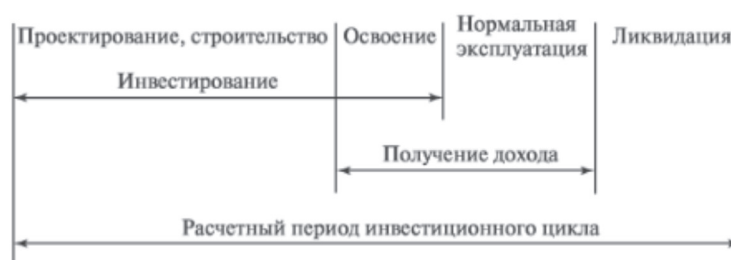 Проектирование, строительство
Освоение
Нормальная
эксплуатация
Ликвидация
Инвестирование
Получение дохода
Расчетный период инвестиционного цикла